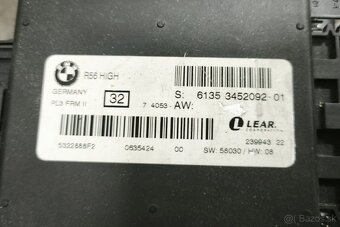 R56 HIGH
GERMANY
PL3 FRM II
32
S: 6135 3452092-01
7 4053- AW:
LEAR
CORPORATION
5322888F2
0635424
00
239943 22
SW: 58030 / HW: 08
bazos.sk